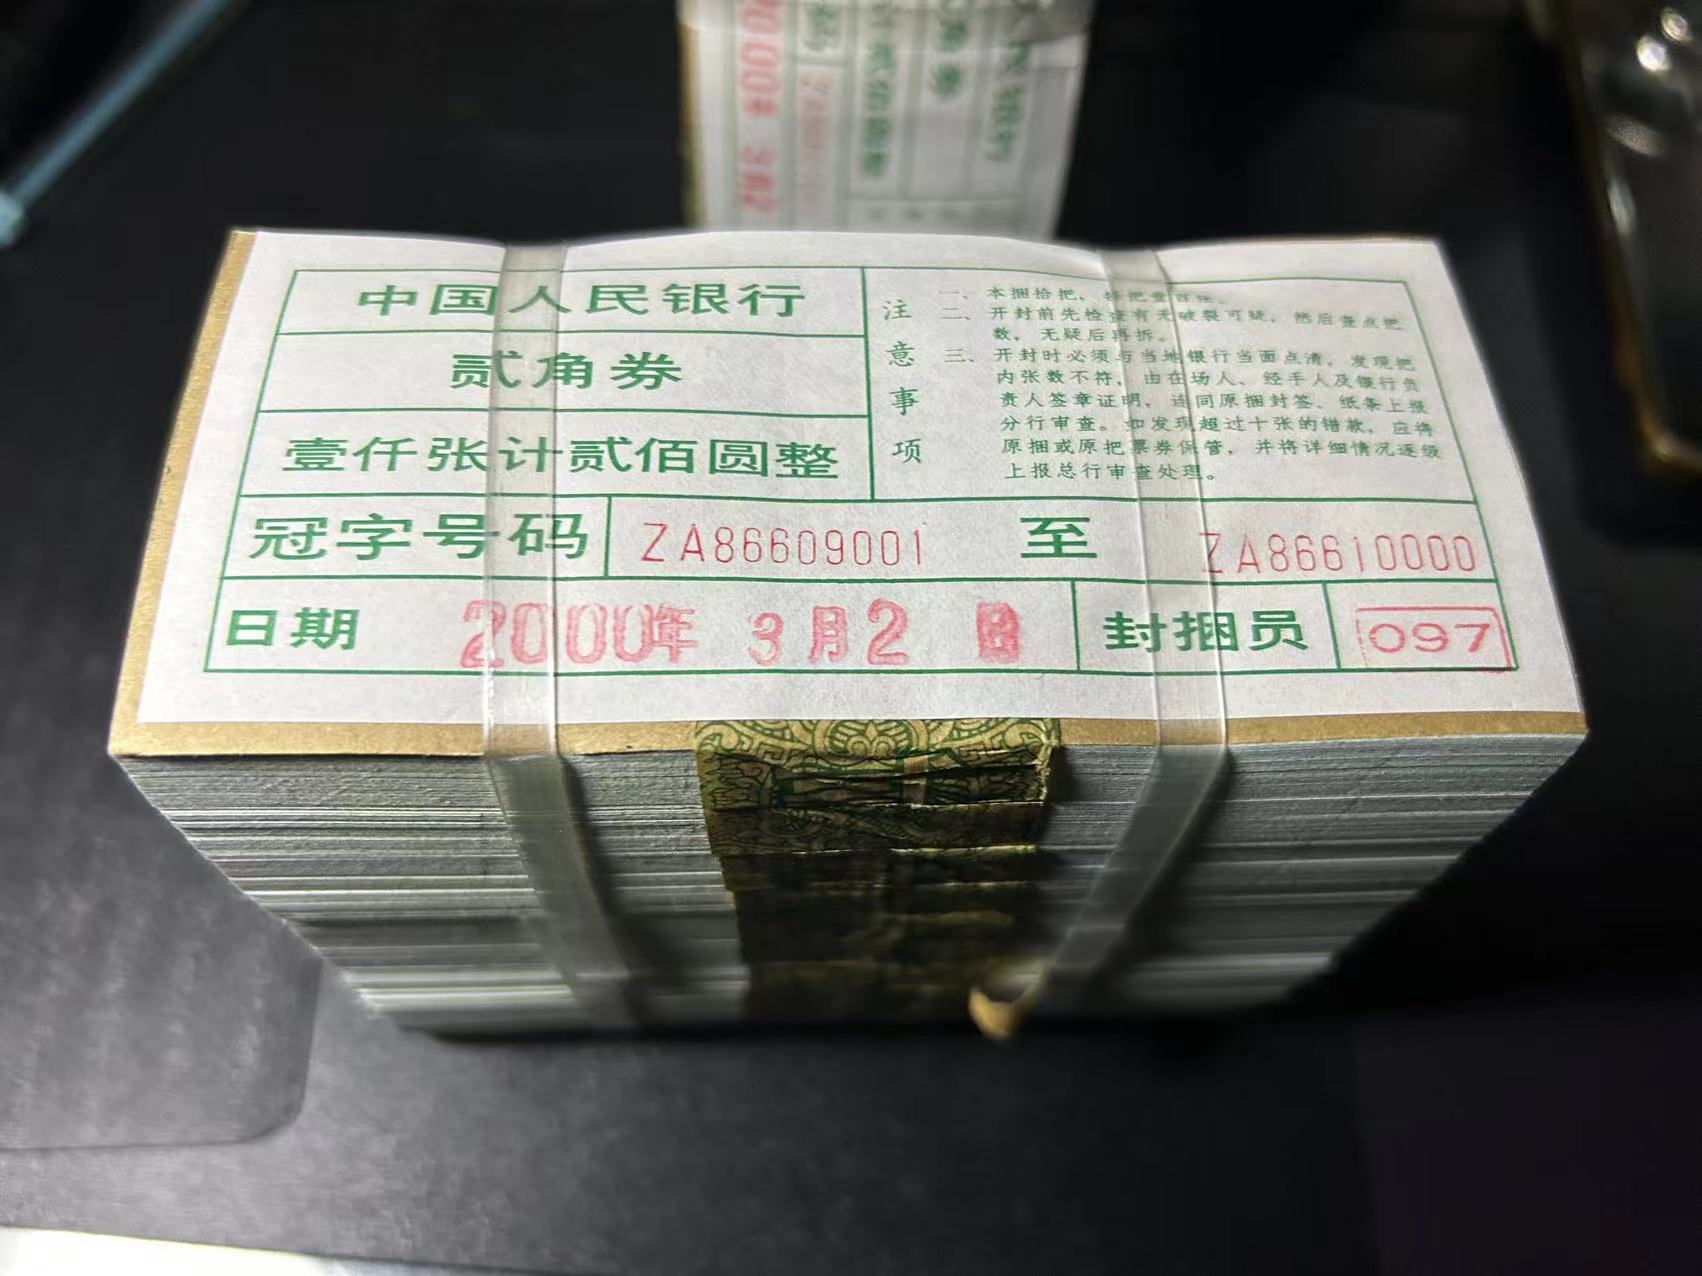 中国人民银行
贰角券
壹仟张计贰佰圆整
注意事项
一、本捆拾把，每把壹百张。
二、开封前先检查有无破裂可疑，然后查点把
数，无疑后再拆。
三、开封时必须与当地银行当面点清，发现把
内张数不符，由在场人、经手人及银行负
责人签章证明，连同原捆封签、纸条上报
分行审查。如发现超过十张的错款，应将
原捆或原把票券保管，并将详细情况逐级
上报总行审查处理。
冠字号码 ZA86609001 至 ZA86610000
日期 2000年 3月2日 封捆员 097